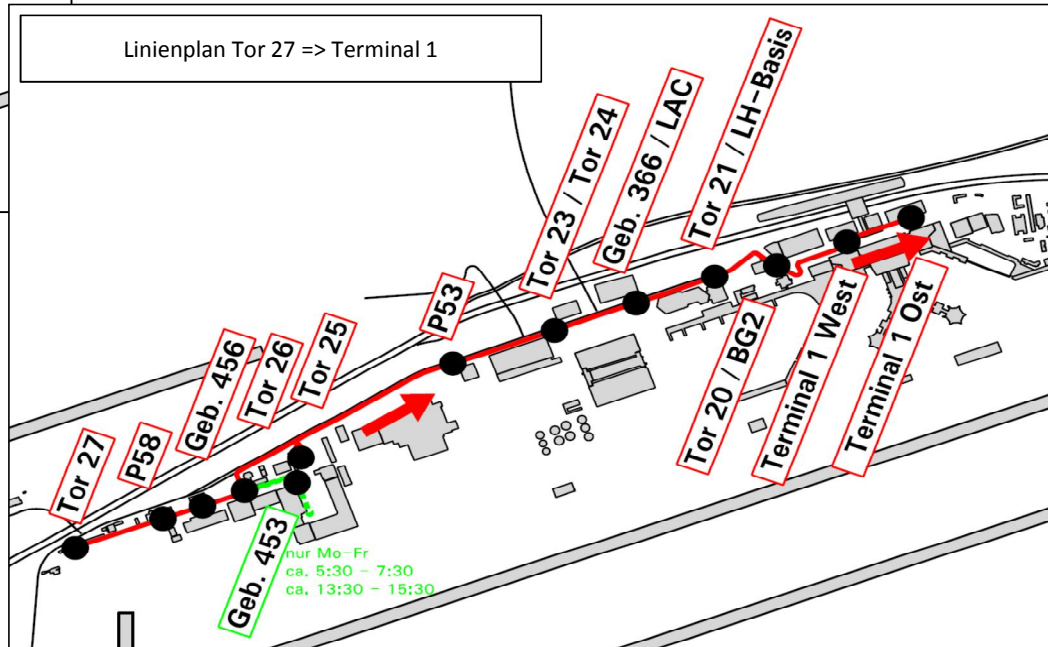 Linienplan Tor 27 => Terminal 1
Tor 27
P58
Geb. 456
Tor 26
Tor 25
P53
Tor 23 / Tor 24
Geb. 366 / LAC
Tor 21 / LH-Basis
Tor 20 / BG2
Terminal 1 West
Terminal 1 Ost
Geb. 453
nur Mo-Fr
ca. 5:30 - 7:30
ca. 13:30 - 15:30